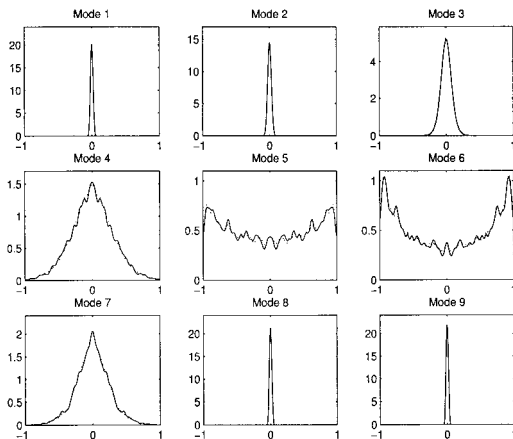 Mode 1 Mode 2 Mode 3
20 15
15 10 4
10
5 5 2
0 0 0
−1 0 1 −1 0 1 −1 0 1
Mode 4 Mode 5 Mode 6
1.5 1 1
1
0.5 0.5 0.5
0 0 0
−1 0 1 −1 0 1 −1 0 1
Mode 7 Mode 8 Mode 9
2 20 20
1.5 15 15
1 10 10
0.5 5 5
0 0 0
−1 0 1 −1 0 1 −1 0 1